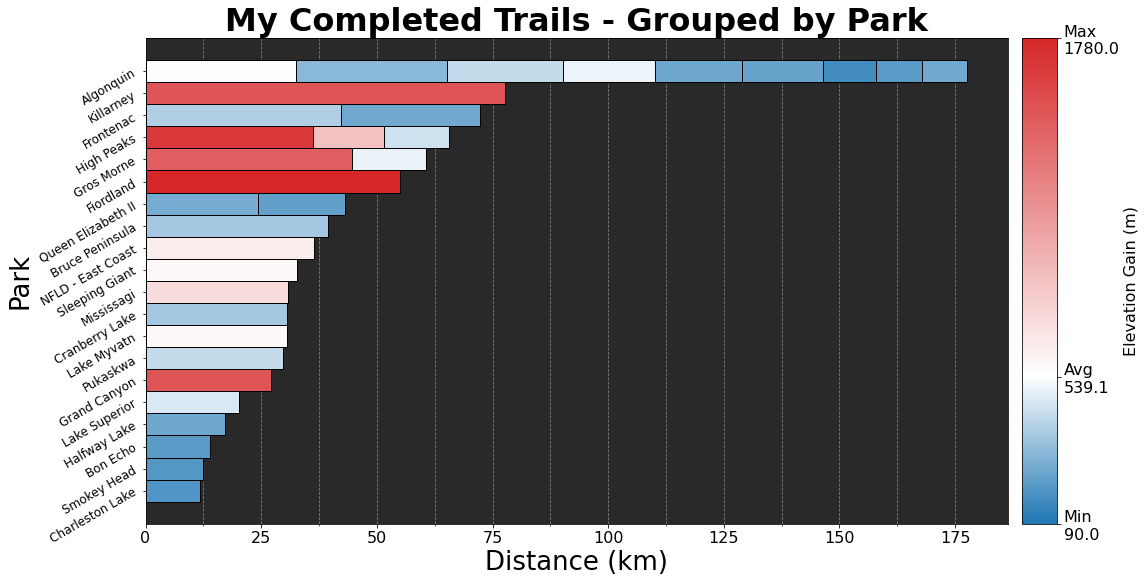 My Completed Trails - Grouped by Park
Park
Algonquin
Killarney
Frontenac
High Peaks
Gros Morne
Fiordland
Queen Elizabeth II
Bruce Peninsula
NFLD - East Coast
Sleeping Giant
Mississagi
Cranberry Lake
Lake Myvatn
Pukaskwa
Grand Canyon
Lake Superior
Halfway Lake
Bon Echo
Smokey Head
Charleston Lake
0 25 50 75 100 125 150 175
Distance (km)
Max
1780.0
Avg
539.1
Min
90.0
Elevation Gain (m)